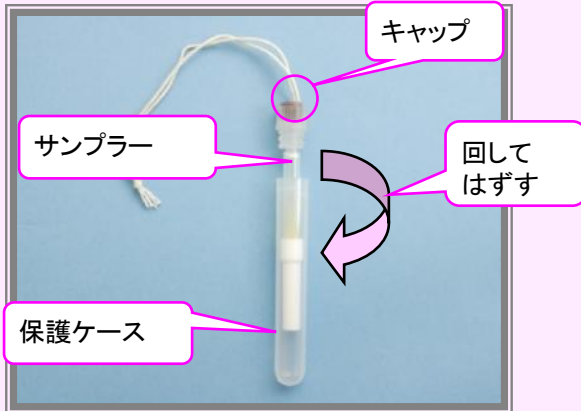 キャップ
サンプラー
回して
はずす
保護ケース